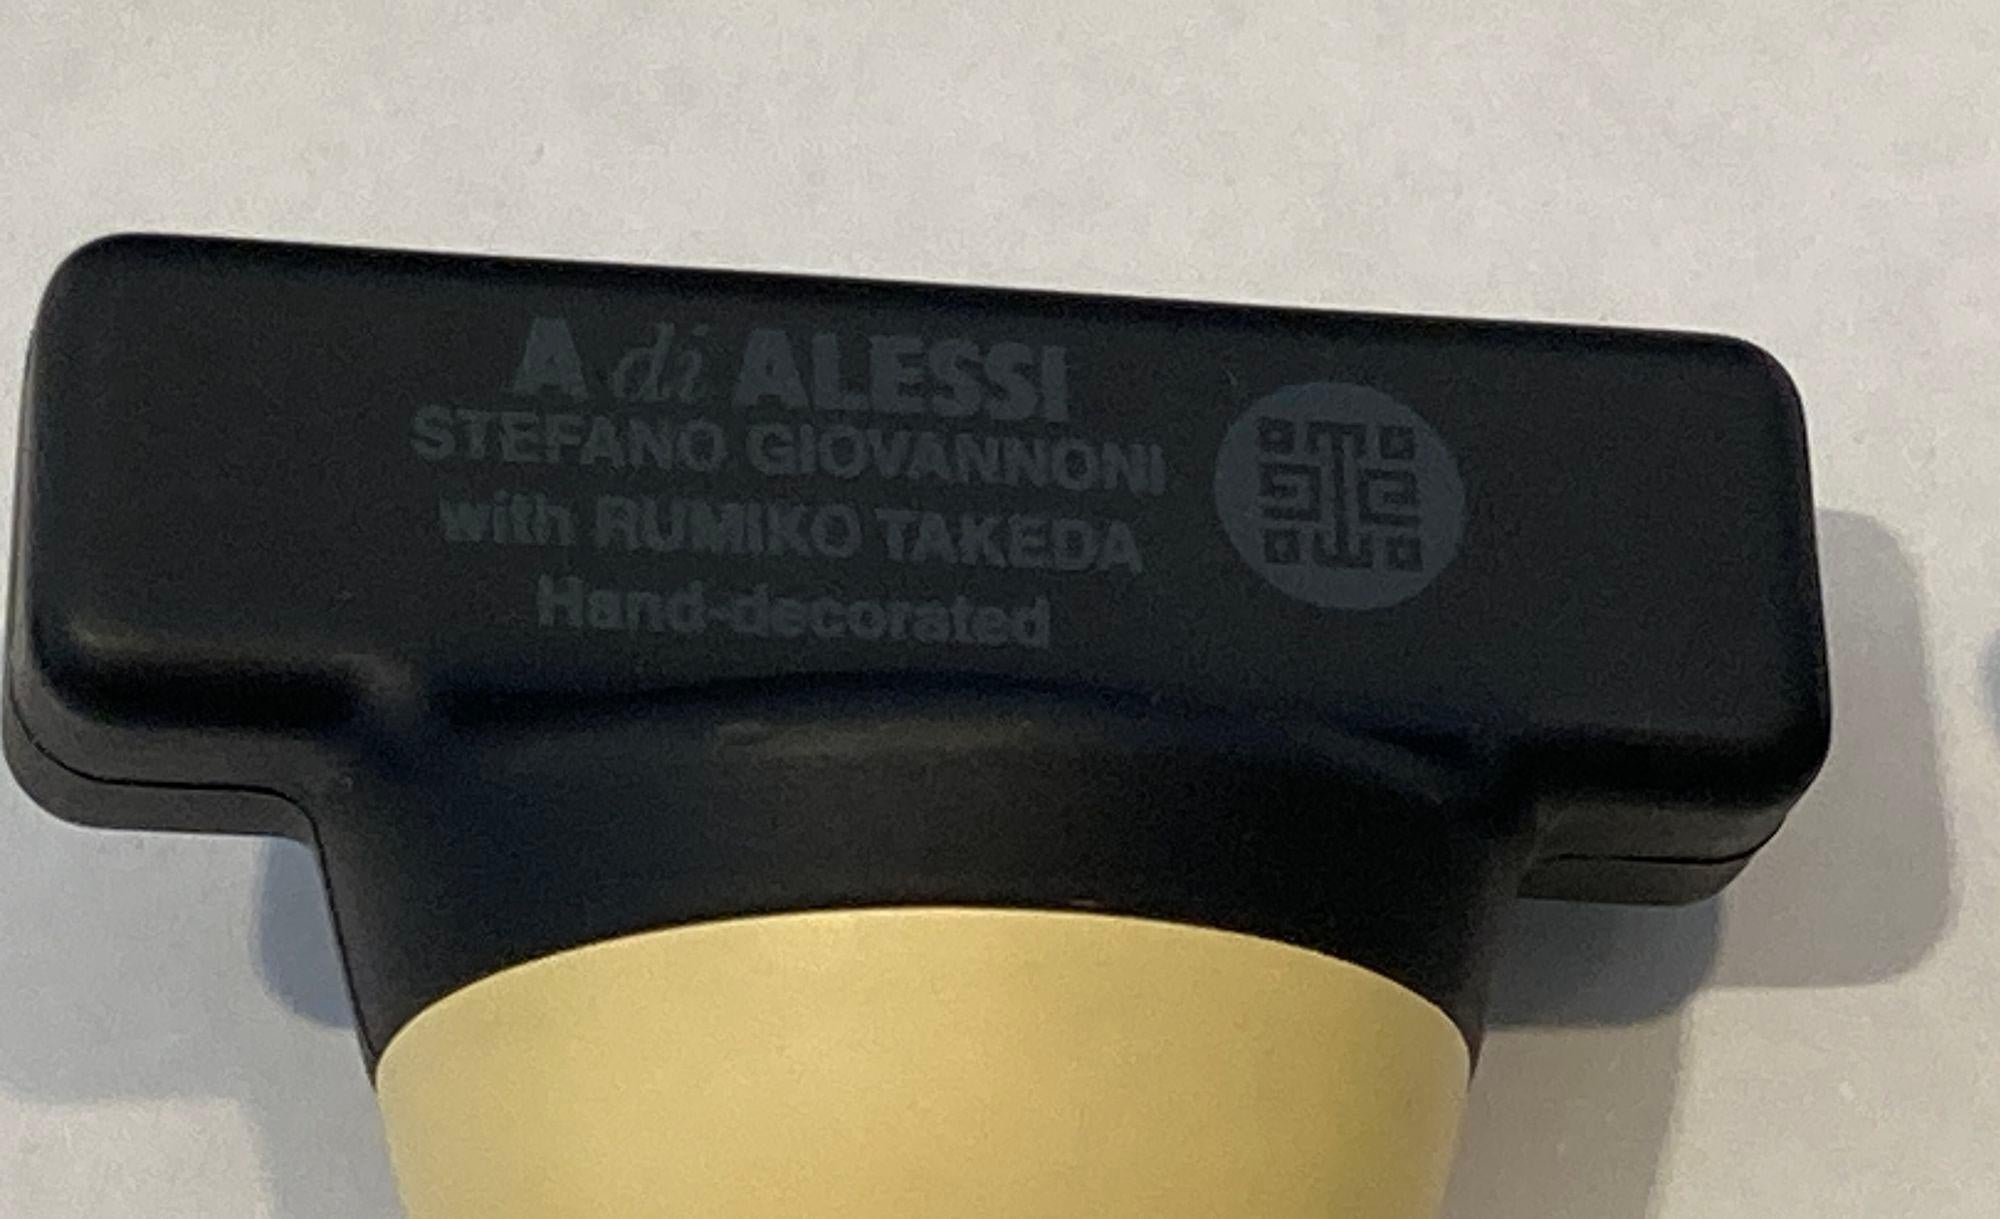 A di ALESSI
STEFANO GIOVANNONI
with RUMIKO TAKEDA
Hand-decorated